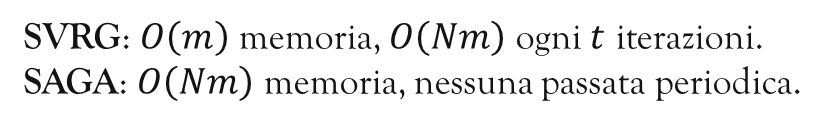 SVRG: O(m) memoria, O(Nm) ogni t iterazioni.
SAGA: O(Nm) memoria, nessuna passata periodica.